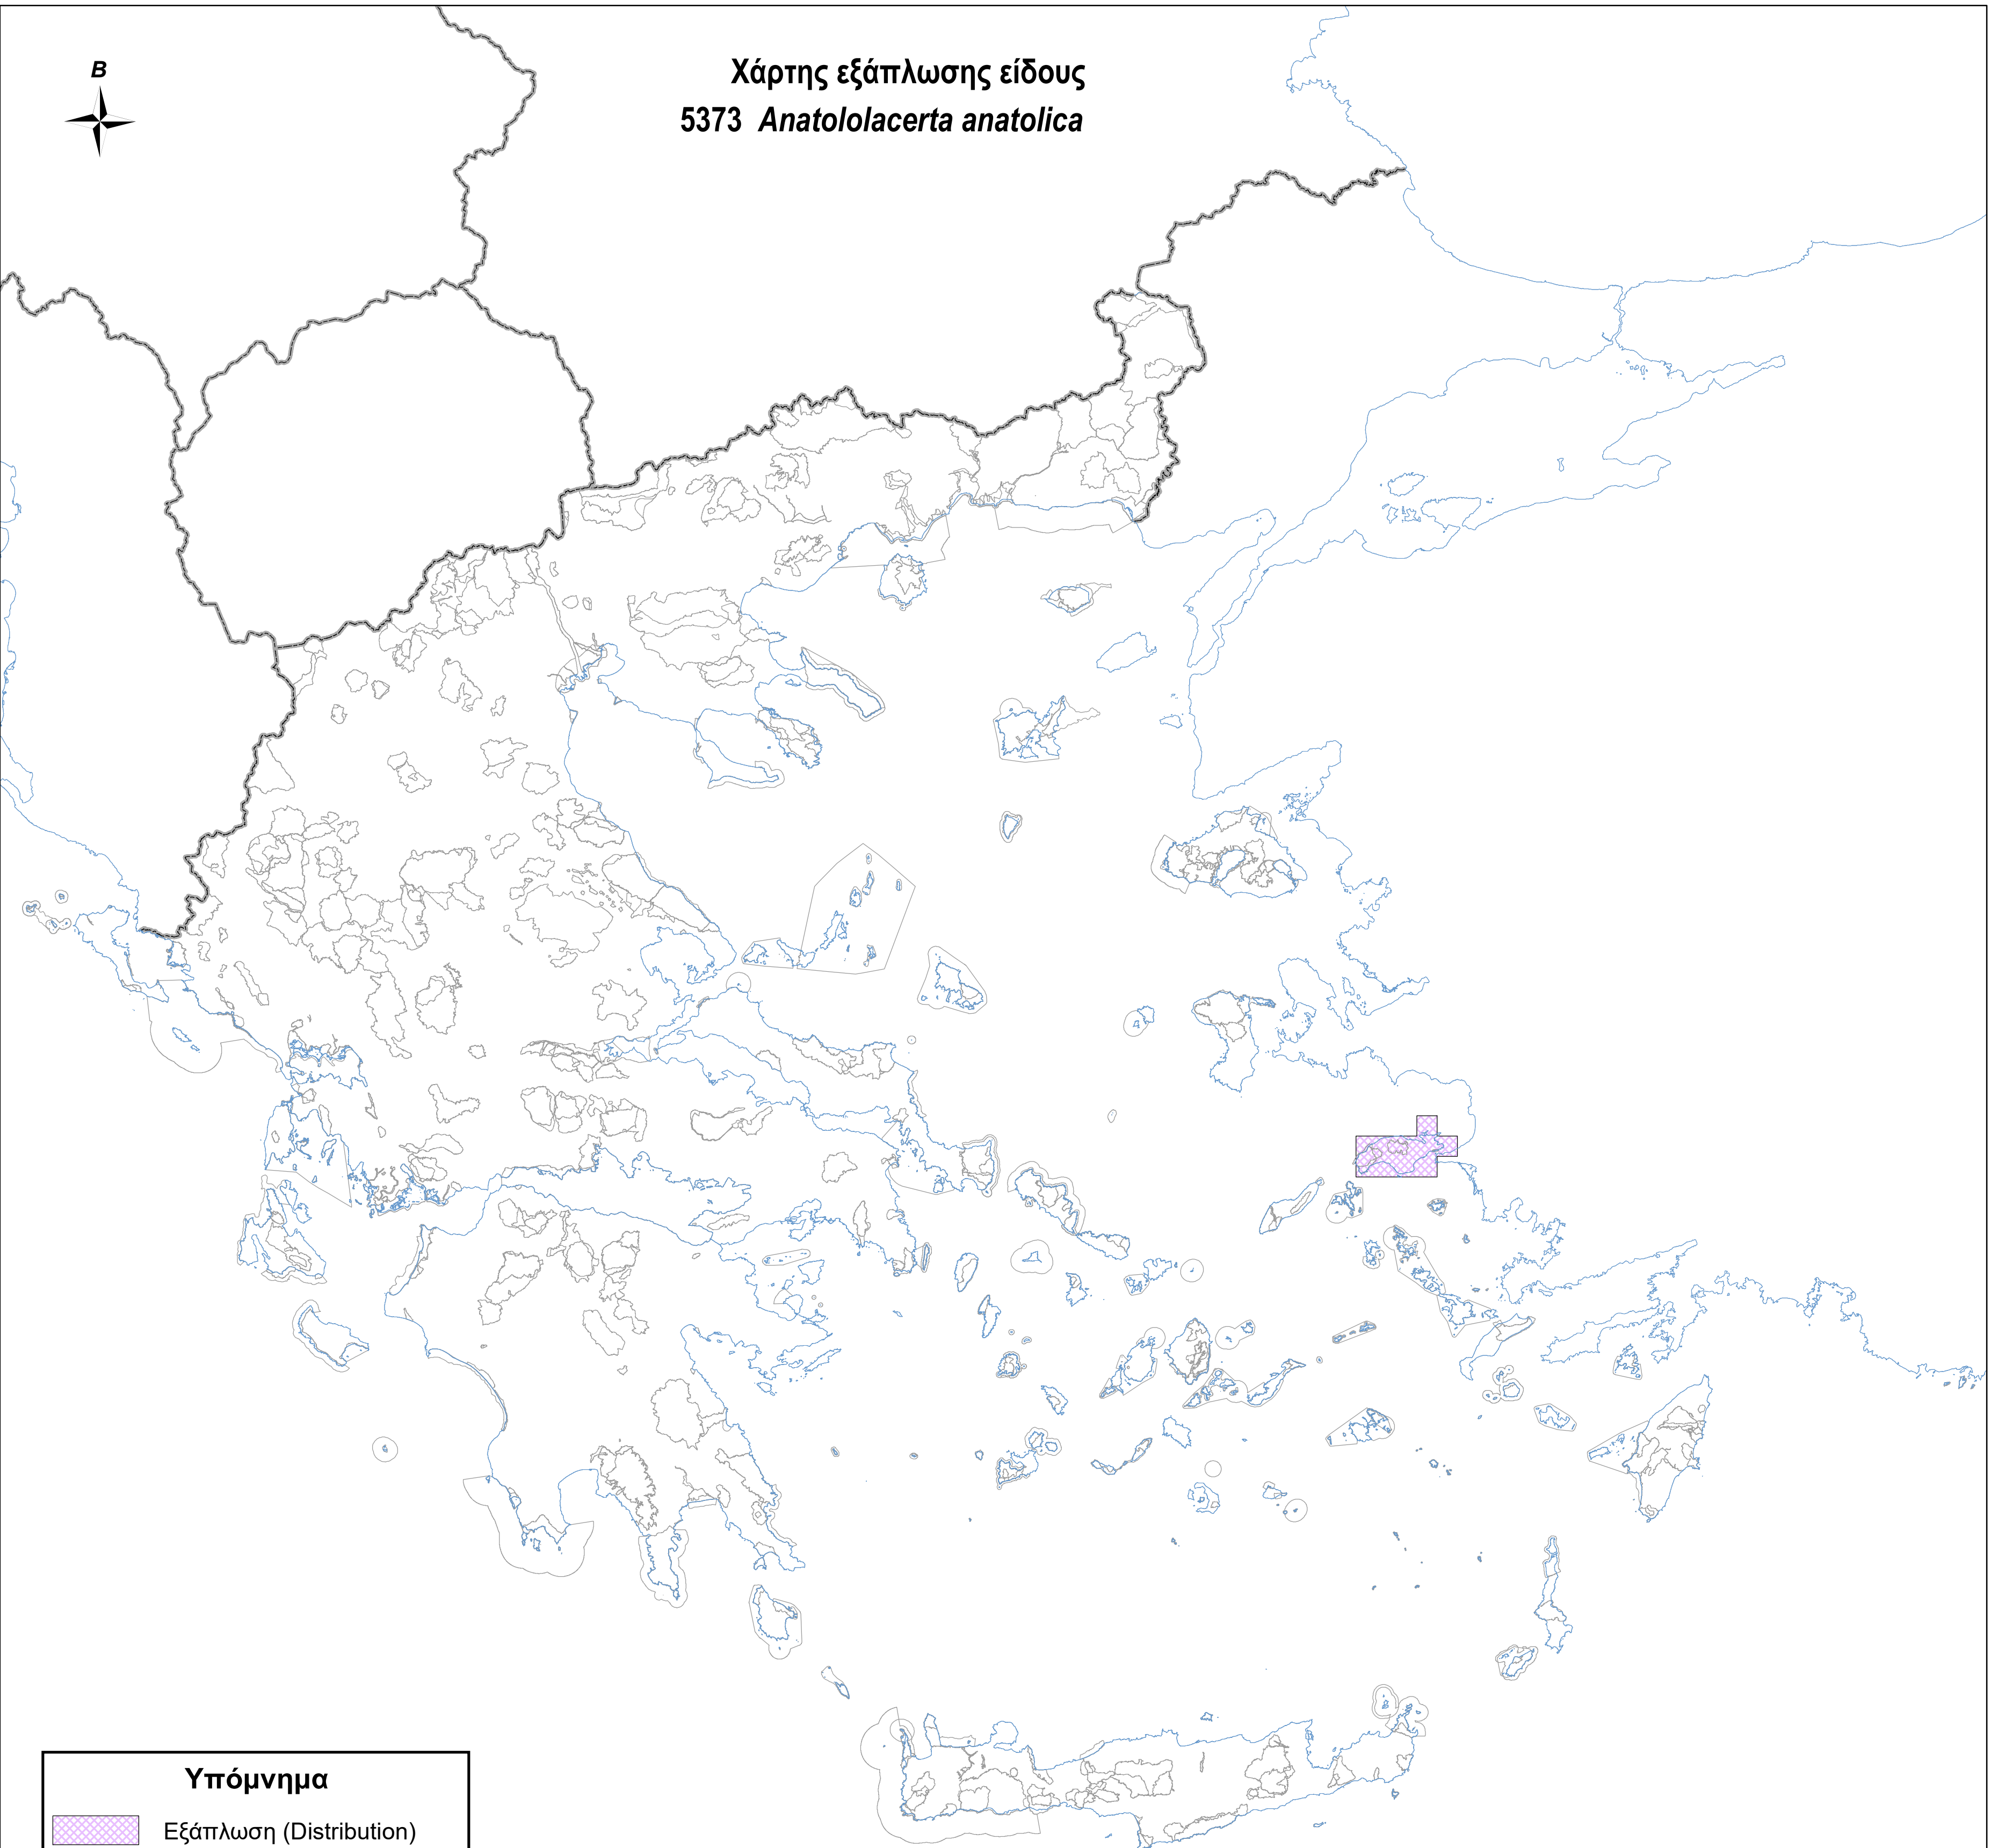 B
Χάρτης εξάπλωσης είδους
5373 Anatololacerta anatolica
Υπόμνημα
Εξάπλωση (Distribution)